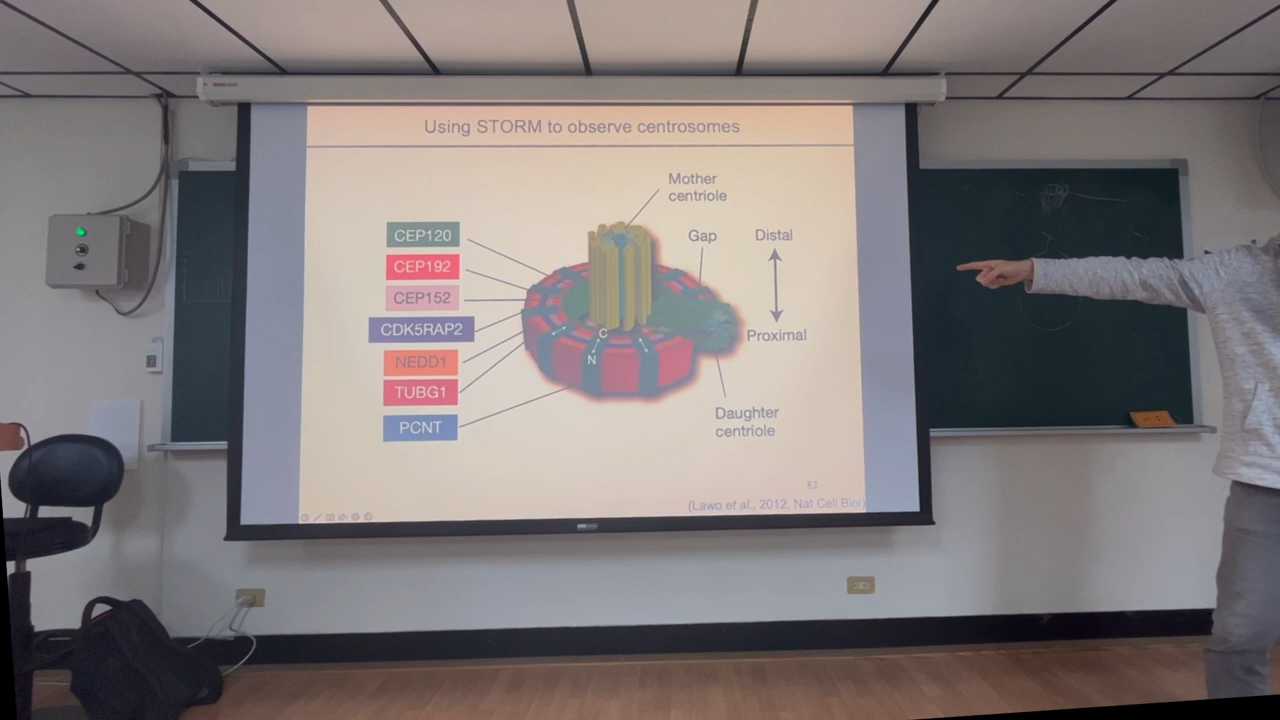 Using STORM to observe centrosomes
Mother
centriole
CEP120
Gap
Distal
CEP192
CEP152
CDK5RAP2
Proximal
C
N
NEDD1
TUBG1
PCNT
Daughter
centriole
82
(Lawo et al., 2012, Nat Cell Biol)